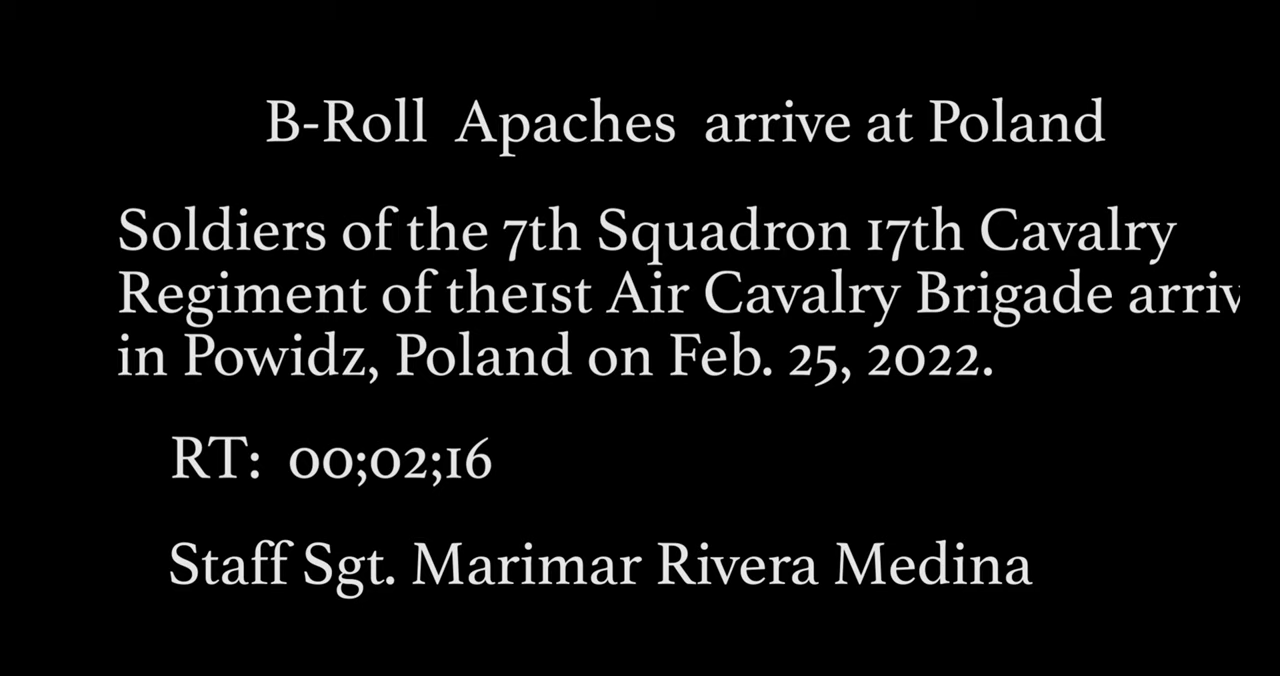 B-Roll  Apaches  arrive at Poland
Soldiers of the 7th Squadron 17th Cavalry
Regiment of the1st Air Cavalry Brigade arriv
in Powidz, Poland on Feb. 25, 2022.
RT:  00;02;16
Staff Sgt. Marimar Rivera Medina